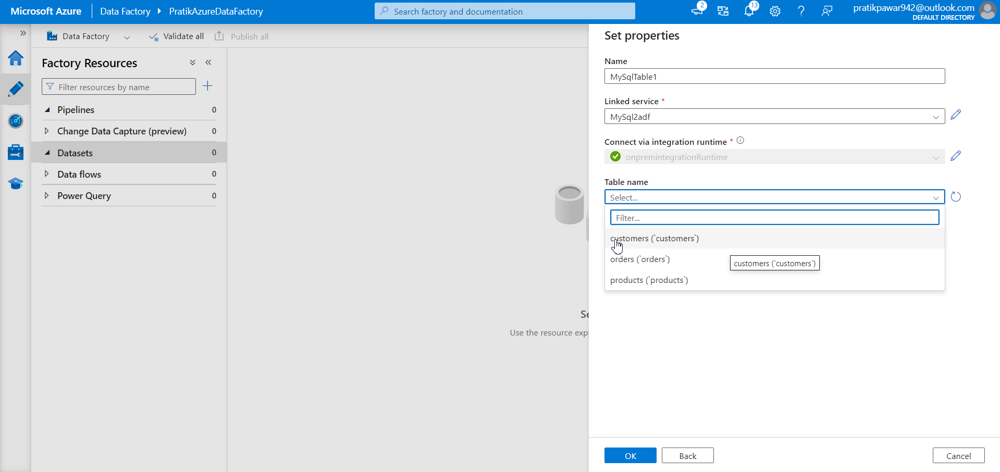 Microsoft Azure
Data Factory
PratikAzureDataFactory
Search factory and documentation
2
13
pratikpawar942@outlook.com
DEFAULT DIRECTORY
Data Factory
Validate all
Publish all
Factory Resources
Filter resources by name
Pipelines 0
Change Data Capture (preview) 0
Datasets 0
Data flows 0
Power Query 0
Se
Use the resource exp
Set properties
Name
MySqlTable1
Linked service *
MySql2adf
Connect via integration runtime *
onpremintegrationRuntime
Table name
Select...
Filter...
customers (`customers`)
orders (`orders`)
customers (`customers`)
products (`products`)
OK
Back
Cancel